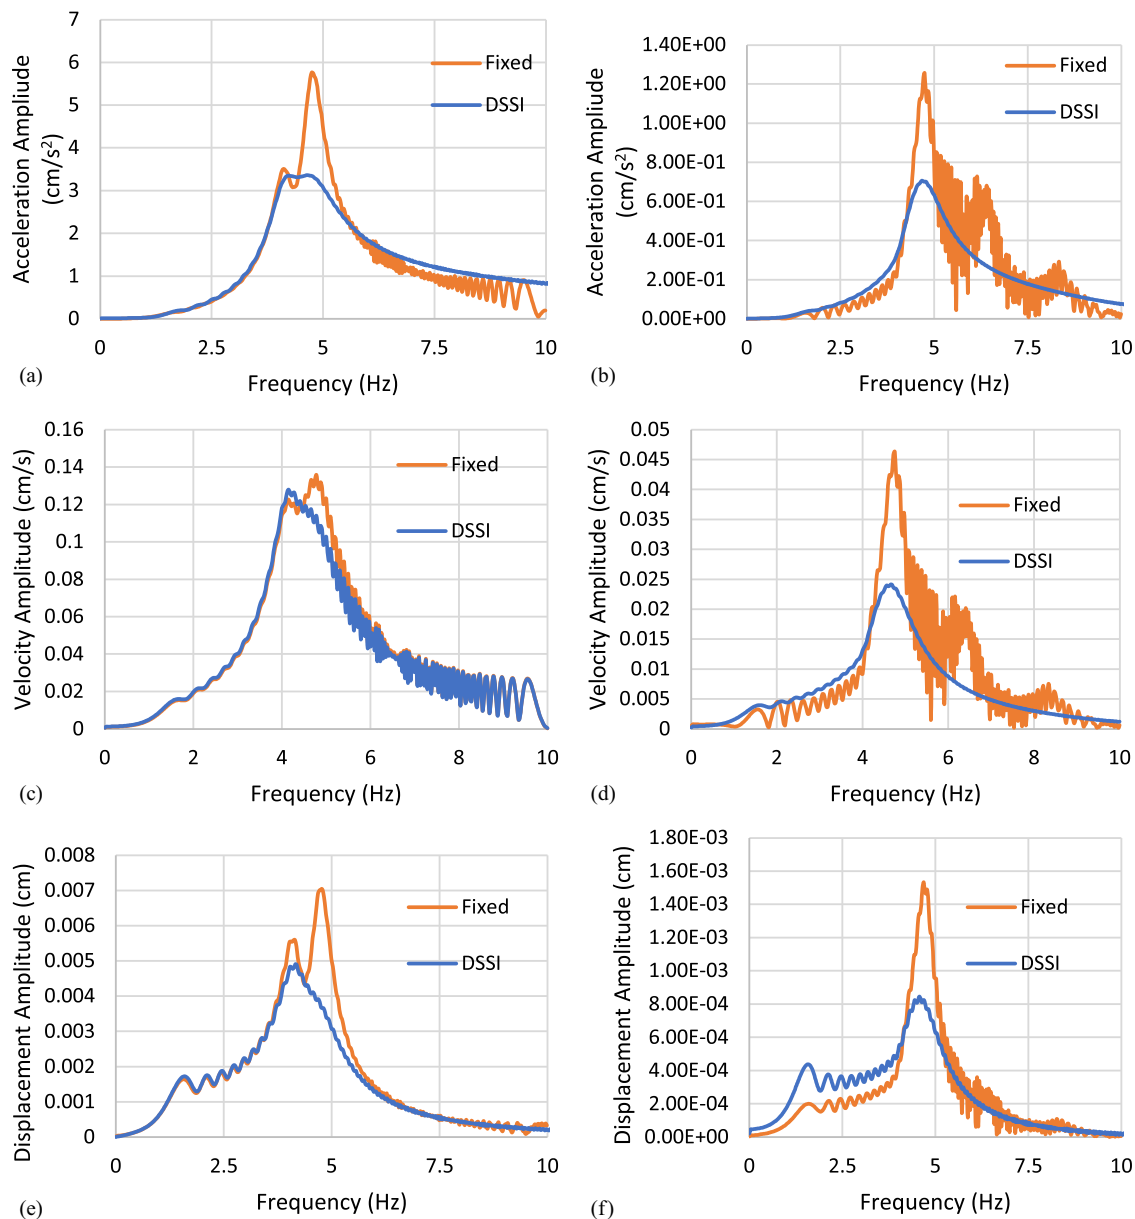 Acceleration Ampliude
(cm/s²)
7
6
5
4
3
2
1
0
Fixed
DSSI
0 2.5 5 7.5 10
Frequency (Hz)
(a)
Acceleration Ampliude
(cm/s²)
1.40E+00
1.20E+00
1.00E+00
8.00E-01
6.00E-01
4.00E-01
2.00E-01
0.00E+00
Fixed
DSSI
0 2.5 5 7.5 10
Frequency (Hz)
(b)
Velocity Amplitude (cm/s)
0.16
0.14
0.12
0.1
0.08
0.06
0.04
0.02
0
Fixed
DSSI
0 2 4 6 8 10
Frequency (Hz)
(c)
Velocity Amplitude (cm/s)
0.05
0.045
0.04
0.035
0.03
0.025
0.02
0.015
0.01
0.005
0
Fixed
DSSI
0 2 4 6 8 10
Frequency (Hz)
(d)
Displacement Amplitude (cm)
0.008
0.007
0.006
0.005
0.004
0.003
0.002
0.001
0
Fixed
DSSI
0 2.5 5 7.5 10
Frequency (Hz)
(e)
Displacement Amplitude (cm)
1.80E-03
1.60E-03
1.40E-03
1.20E-03
1.00E-03
8.00E-04
6.00E-04
4.00E-04
2.00E-04
0.00E+00
Fixed
DSSI
0 2.5 5 7.5 10
Frequency (Hz)
(f)